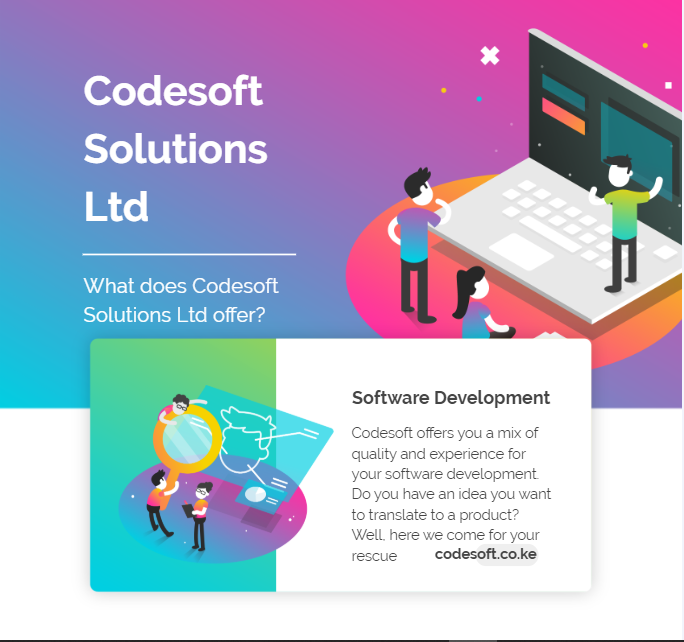 Codesoft
Solutions
Ltd
What does Codesoft
Solutions Ltd offer?
Software Development
Codesoft offers you a mix of
quality and experience for
your software development.
Do you have an idea you want
to translate to a product?
Well, here we come for your
rescue codesoft.co.ke